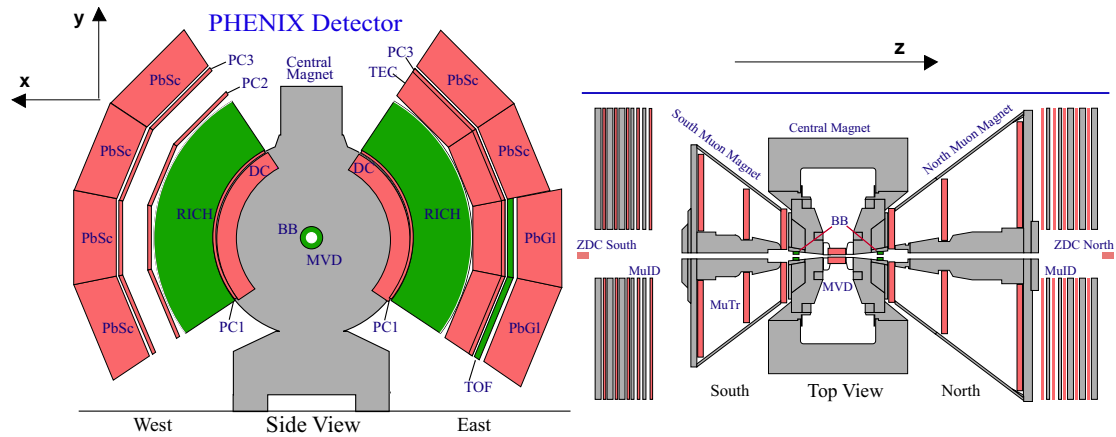 PHENIX Detector
y
x
Central
Magnet
PC3
PC2
PbSc
PbSc
PbSc
PbSc
RICH
DC
BB
MVD
PC1
PC3
TEC
PbSc
PbSc
DC
RICH
PbGl
PbGl
PC1
TOF
West
Side View
East
z
South Muon Magnet
Central Magnet
North Muon Magnet
BB
ZDC South
ZDC North
MuID
MVD
MuTr
MuID
South
Top View
North